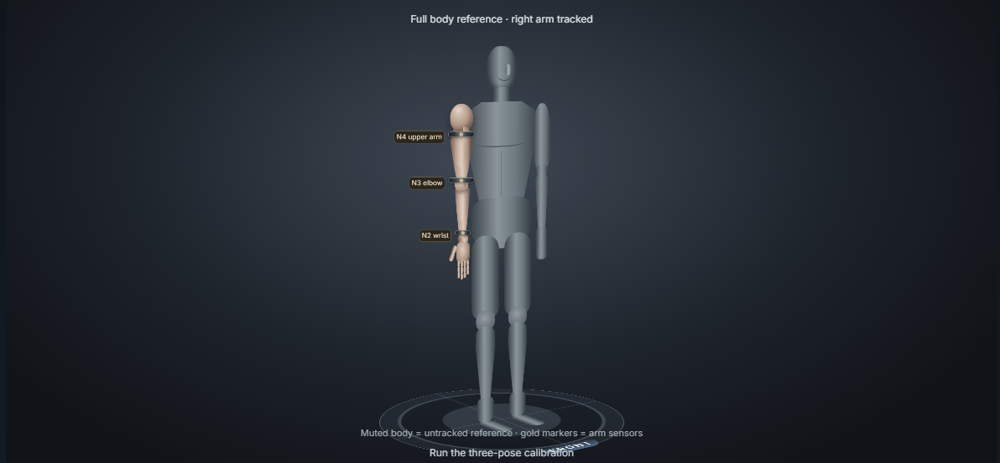 Full body reference · right arm tracked
N4 upper arm
N3 elbow
N2 wrist
Muted body = untracked reference · gold markers = arm sensors
Run the three-pose calibration